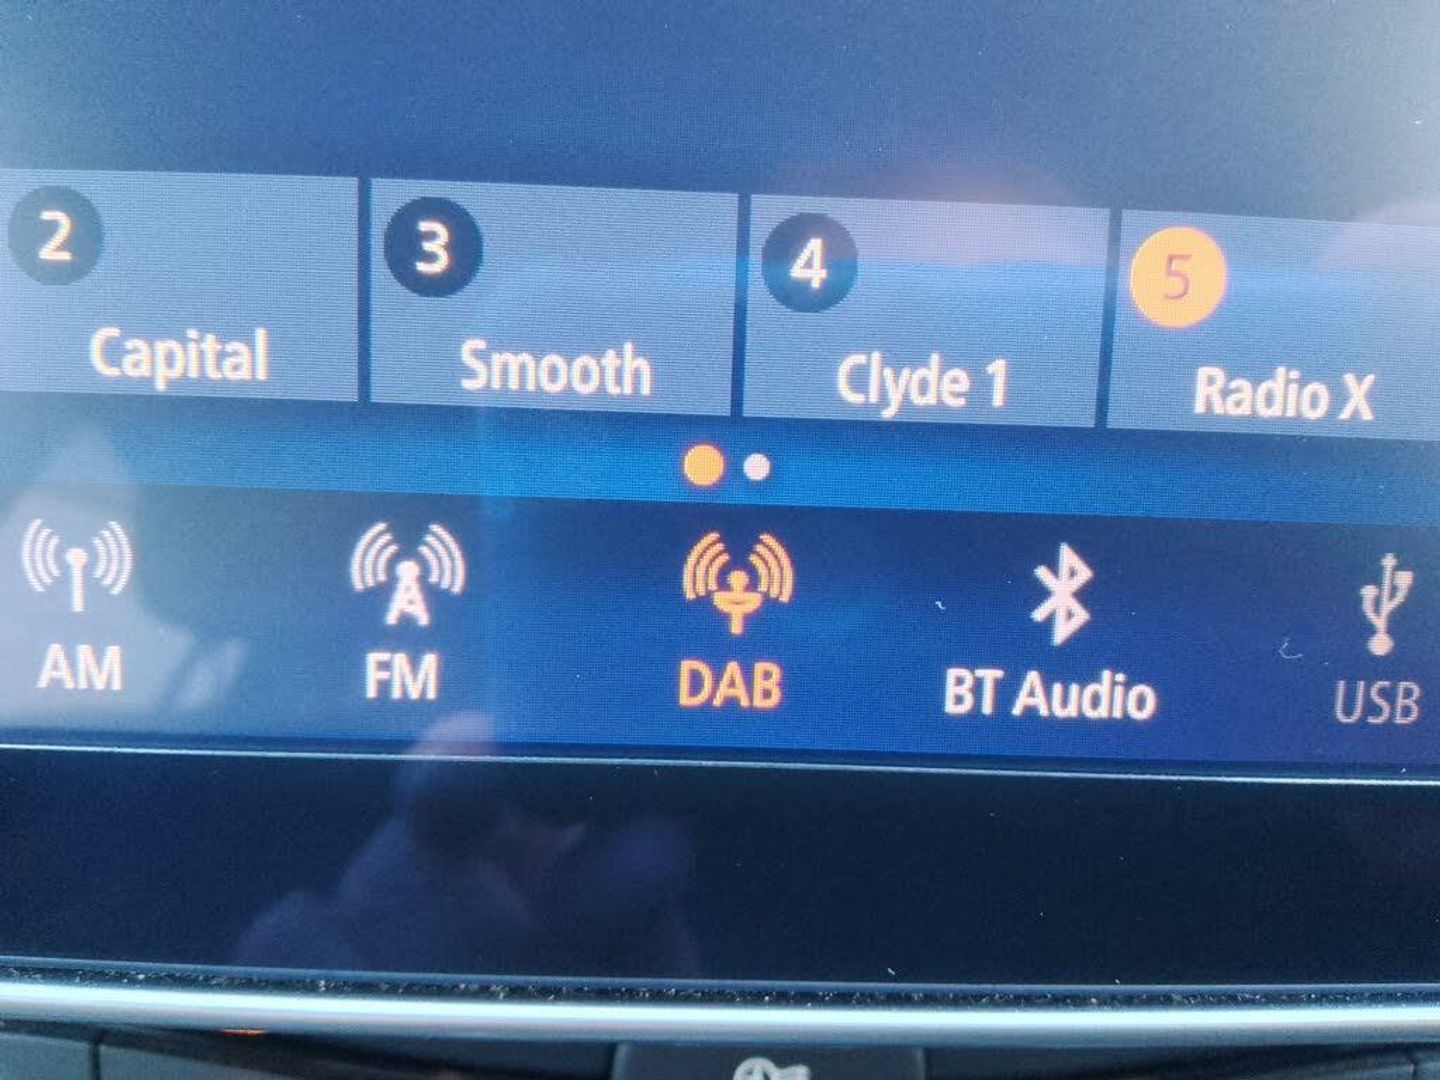 2
3
4
5
Capital
Smooth
Clyde 1
Radio X
AM
FM
DAB
BT Audio
USB